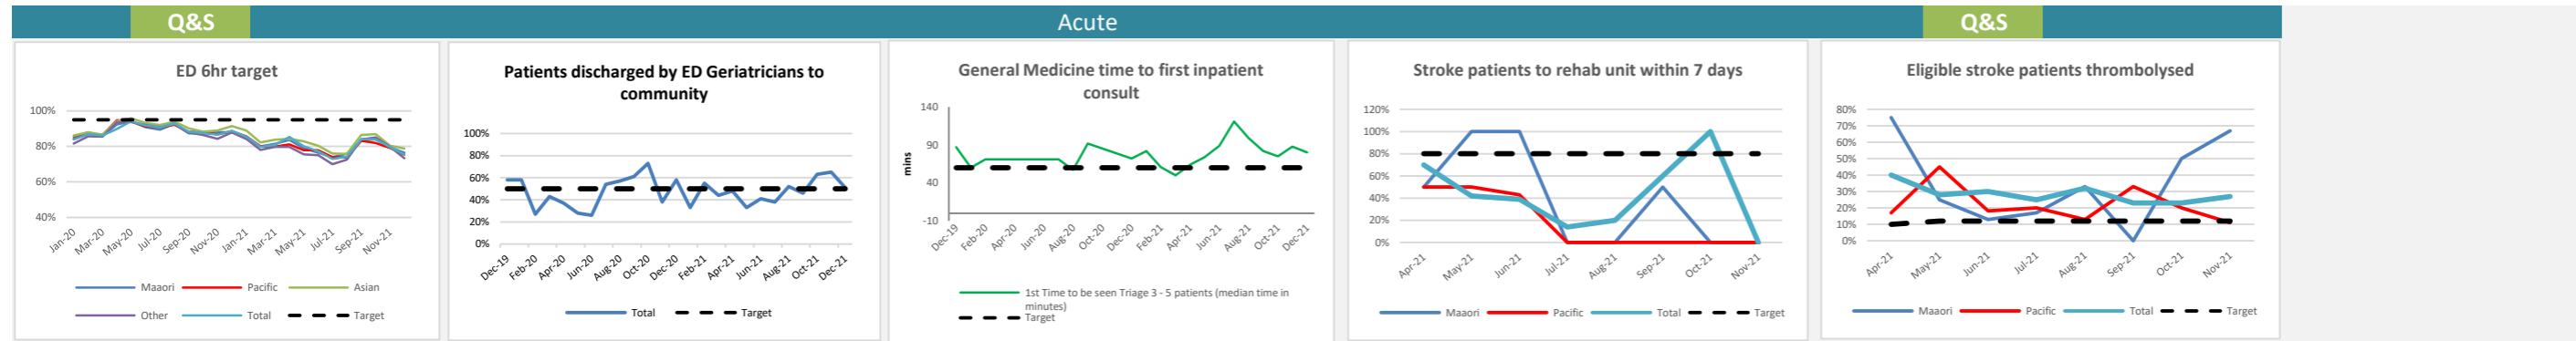 Q&S
Acute
Q&S
ED 6hr target
100%
80%
60%
40%
Jan-20
Mar-20
May-20
Jul-20
Sep-20
Nov-20
Jan-21
Mar-21
May-21
Jul-21
Sep-21
Nov-21
Maaori
Pacific
Asian
Other
Total
Target
Patients discharged by ED Geriatricians to
community
100%
80%
60%
40%
20%
0%
Dec-19
Feb-20
Apr-20
Jun-20
Aug-20
Oct-20
Dec-20
Feb-21
Apr-21
Jun-21
Aug-21
Oct-21
Dec-21
Total
Target
General Medicine time to first inpatient
consult
140
90
40
-10
mins
Dec-19
Feb-20
Apr-20
Jun-20
Aug-20
Oct-20
Dec-20
Feb-21
Apr-21
Jun-21
Aug-21
Oct-21
Dec-21
1st Time to be seen Triage 3 - 5 patients (median time in
minutes)
Target
Stroke patients to rehab unit within 7 days
120%
100%
80%
60%
40%
20%
0%
Apr-21
May-21
Jun-21
Jul-21
Aug-21
Sep-21
Oct-21
Nov-21
Maaori
Pacific
Total
Target
Eligible stroke patients thrombolysed
80%
70%
60%
50%
40%
30%
20%
10%
0%
Apr-21
May-21
Jun-21
Jul-21
Aug-21
Sep-21
Oct-21
Nov-21
Maaori
Pacific
Total
Target